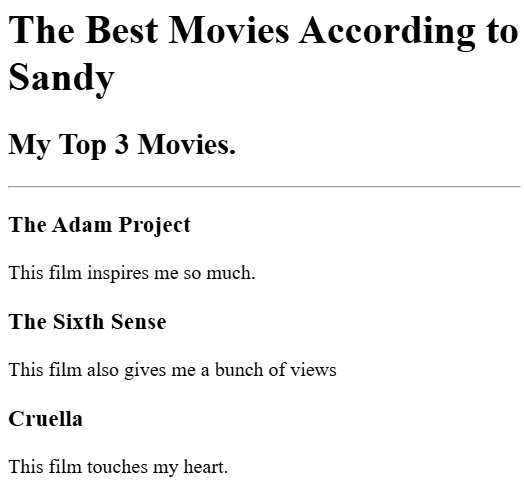 The Best Movies According to
Sandy
My Top 3 Movies.
The Adam Project
This film inspires me so much.
The Sixth Sense
This film also gives me a bunch of views
Cruella
This film touches my heart.